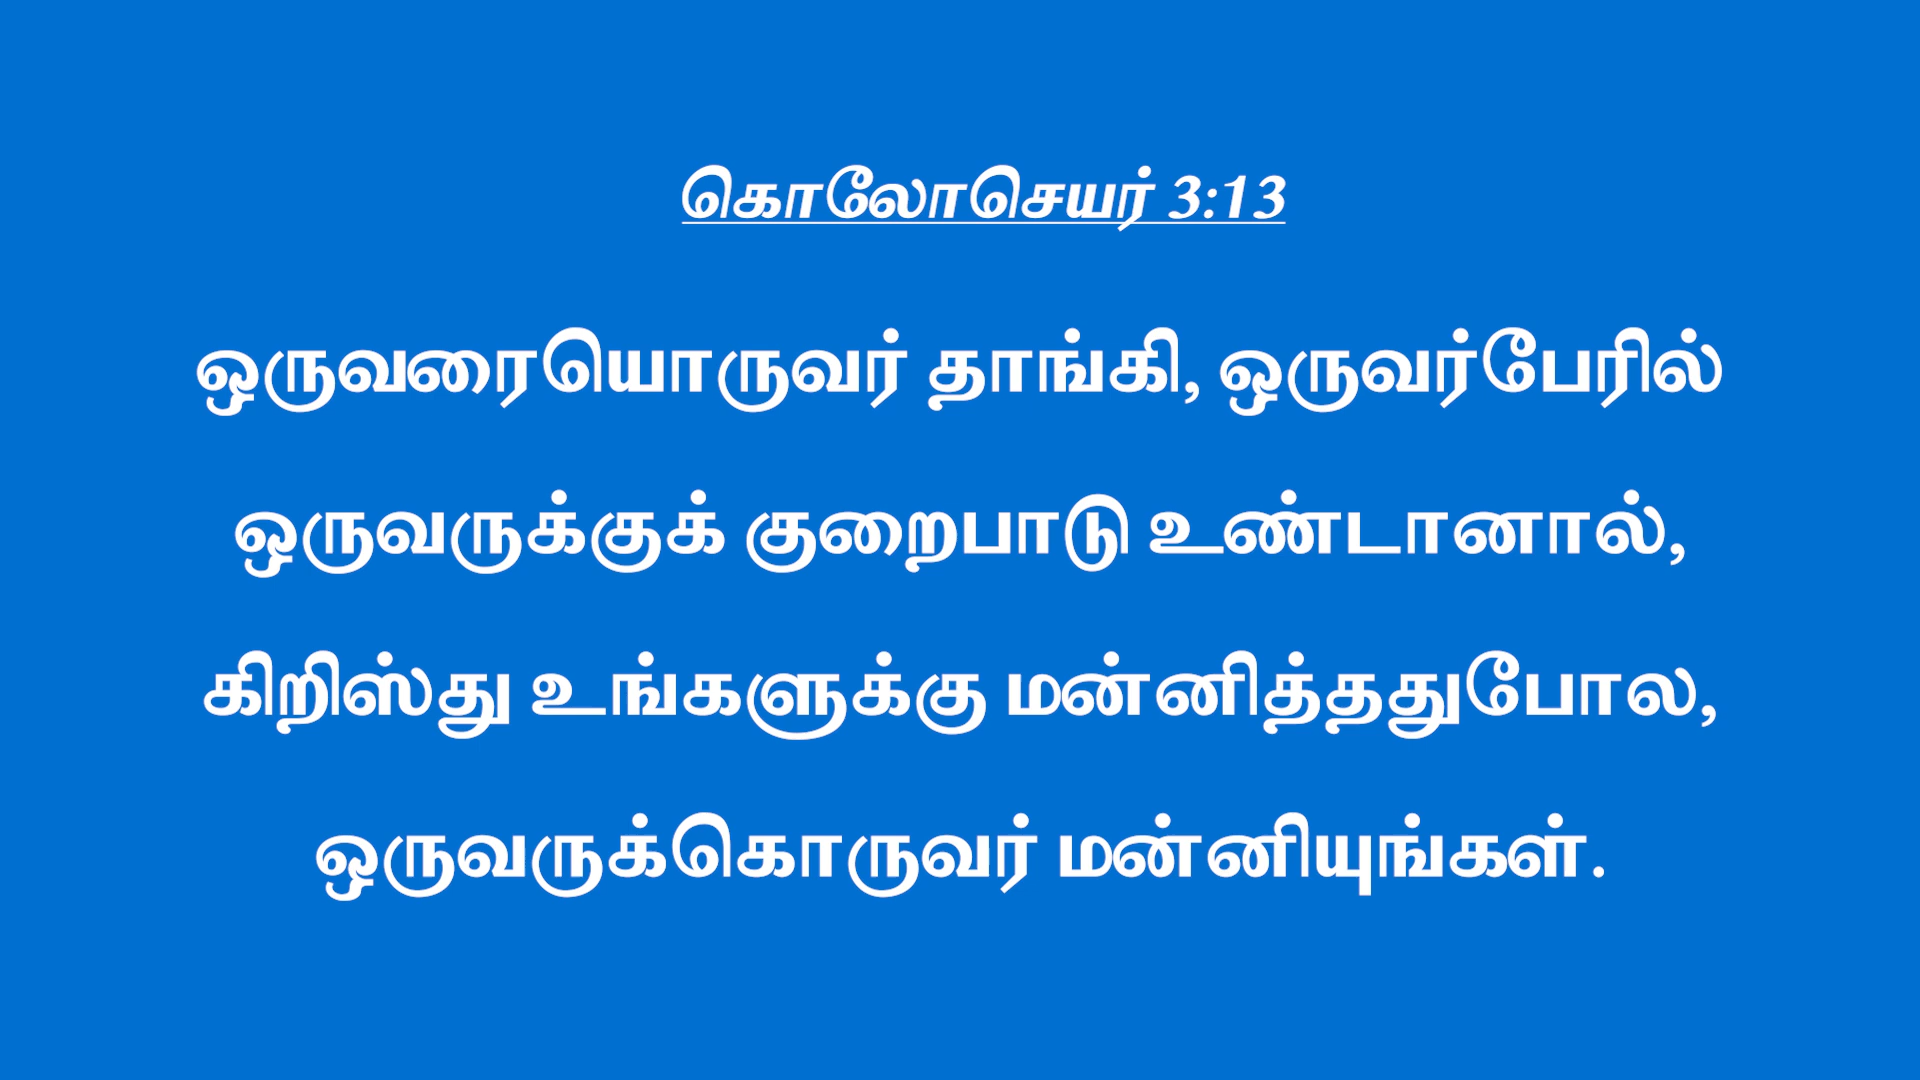 கொலோசெயர் 3:13
ஒருவரையொருவர் தாங்கி, ஒருவர்பேரில்
ஒருவருக்குக் குறைபாடு உண்டானால்,
கிறிஸ்து உங்களுக்கு மன்னித்ததுபோல,
ஒருவருக்கொருவர் மன்னியுங்கள்.